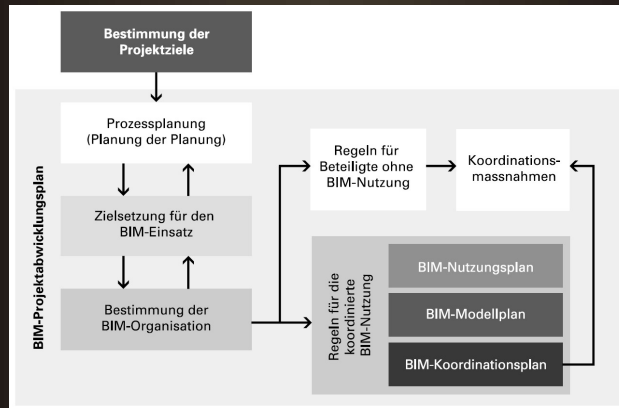 Bestimmung der
Projektziele
BIM-Projektabwicklungsplan
Prozessplanung
(Planung der Planung)
Zielsetzung für den
BIM-Einsatz
Bestimmung der
BIM-Organisation
Regeln für
Beteiligte ohne
BIM-Nutzung
Koordinations-
massnahmen
Regeln für die
koordinierte
BIM-Nutzung
BIM-Nutzungsplan
BIM-Modellplan
BIM-Koordinationsplan